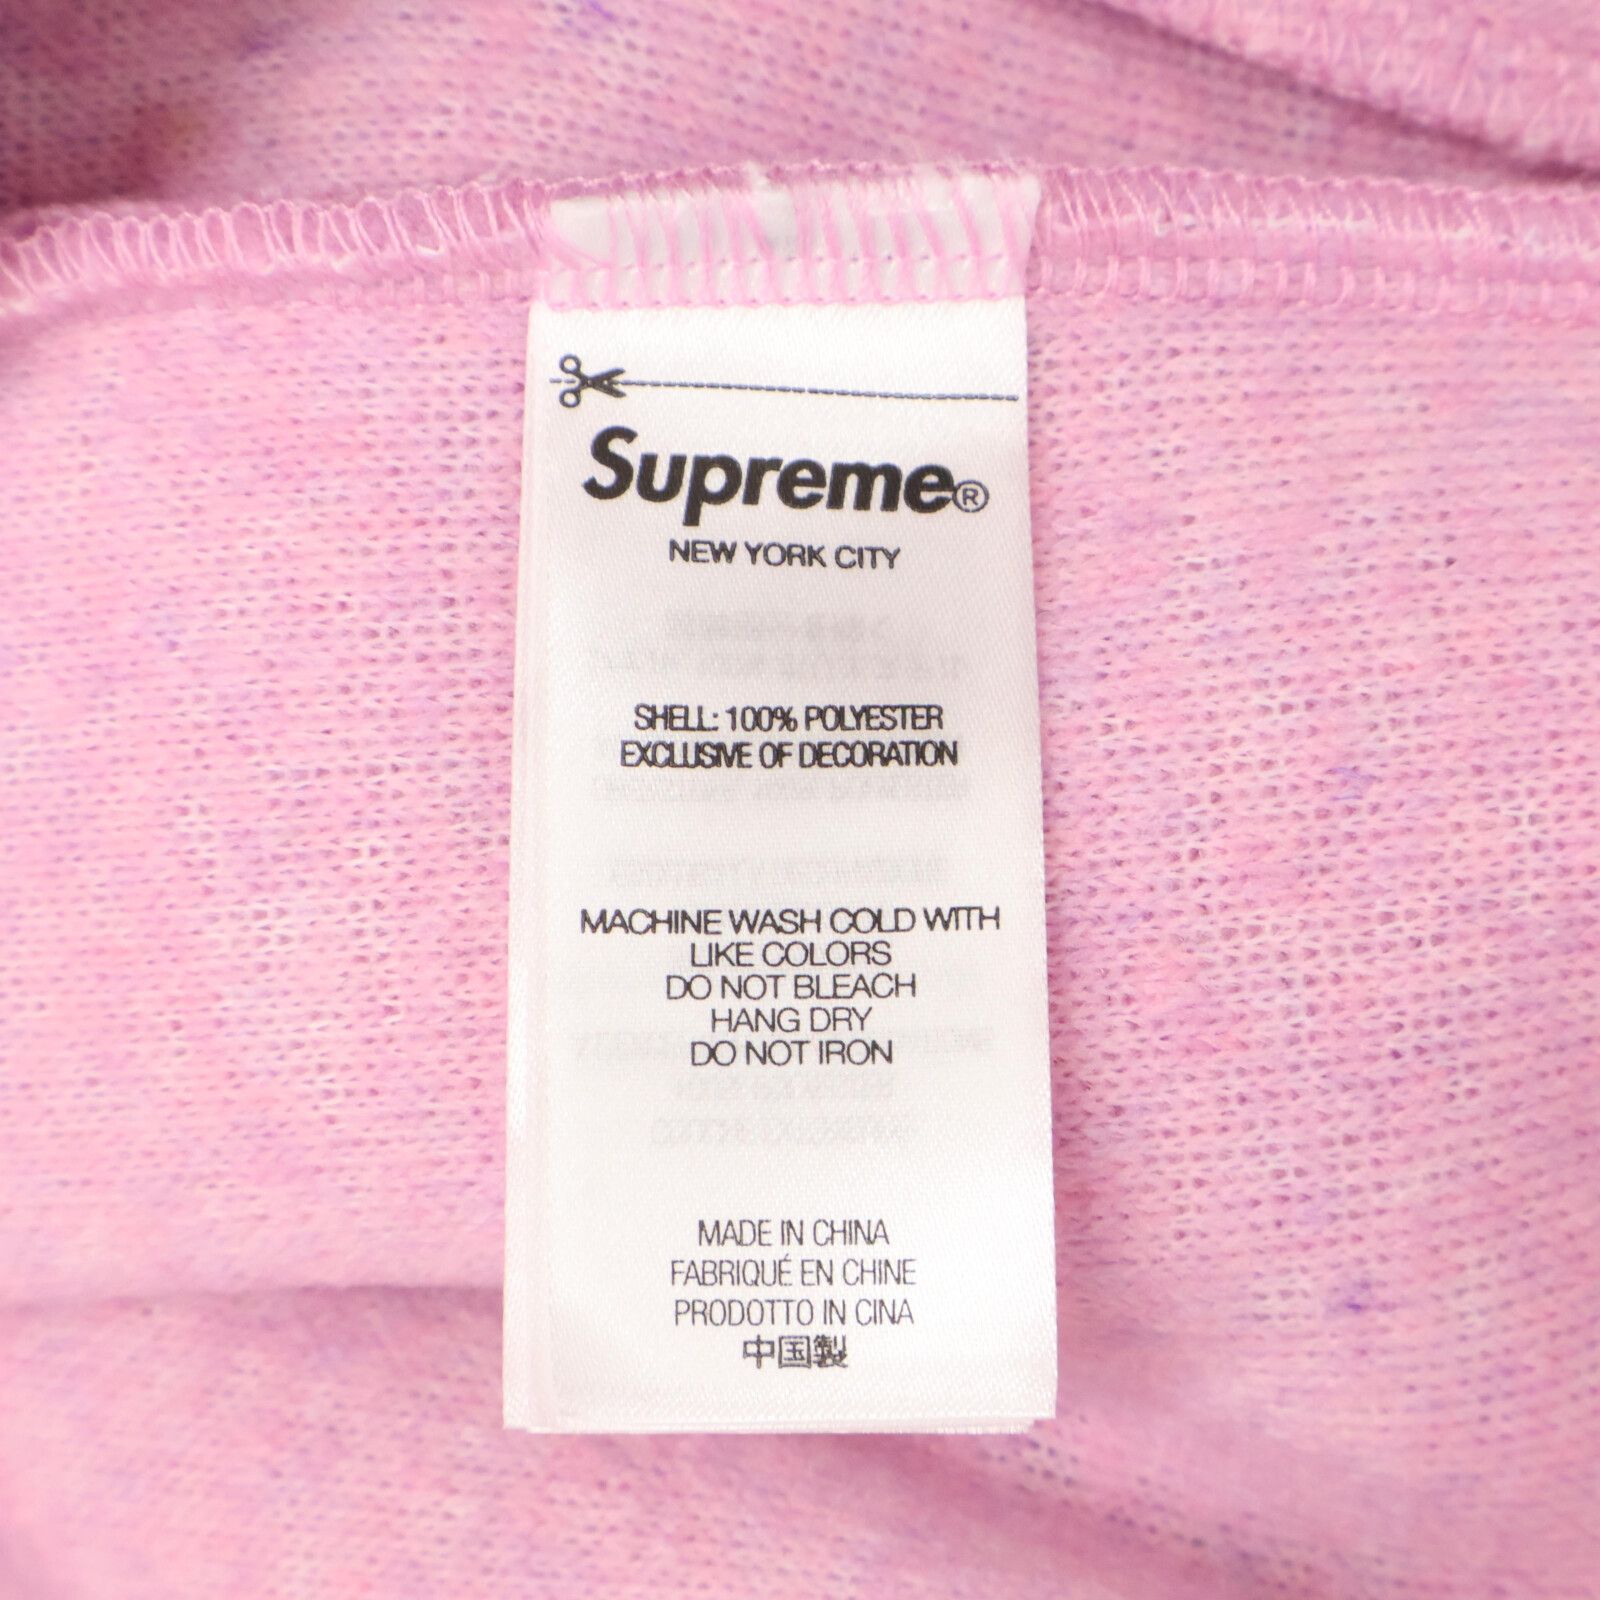 Supreme®
NEW YORK CITY
SHELL: 100% POLYESTER
EXCLUSIVE OF DECORATION
MACHINE WASH COLD WITH
LIKE COLORS
DO NOT BLEACH
HANG DRY
DO NOT IRON
MADE IN CHINA
FABRIQUÉ EN CHINE
PRODOTTO IN CINA
中国製